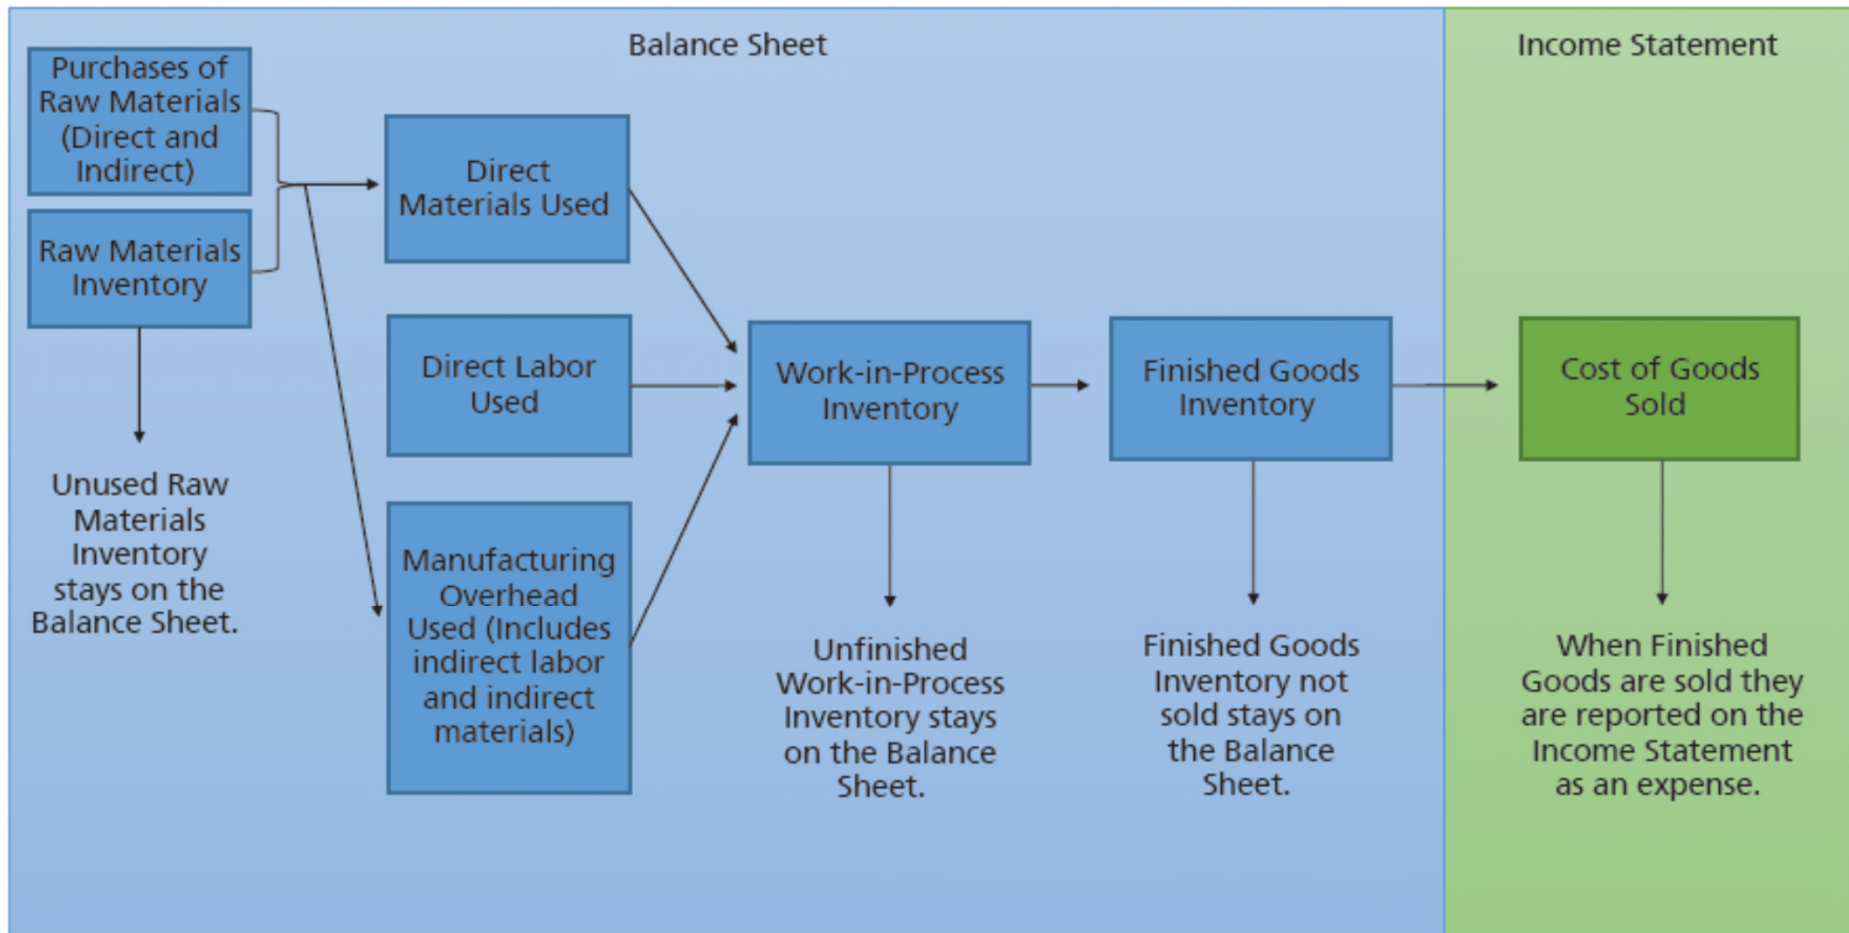 Balance Sheet
Income Statement
Purchases of
Raw Materials
(Direct and
Indirect)
Raw Materials
Inventory
Unused Raw
Materials
Inventory
stays on the
Balance Sheet.
Direct
Materials Used
Direct Labor
Used
Manufacturing
Overhead
Used (Includes
indirect labor
and indirect
materials)
Work-in-Process
Inventory
Unfinished
Work-in-Process
Inventory stays
on the Balance
Sheet.
Finished Goods
Inventory
Finished Goods
Inventory not
sold stays on
the Balance
Sheet.
Cost of Goods
Sold
When Finished
Goods are sold they
are reported on the
Income Statement
as an expense.